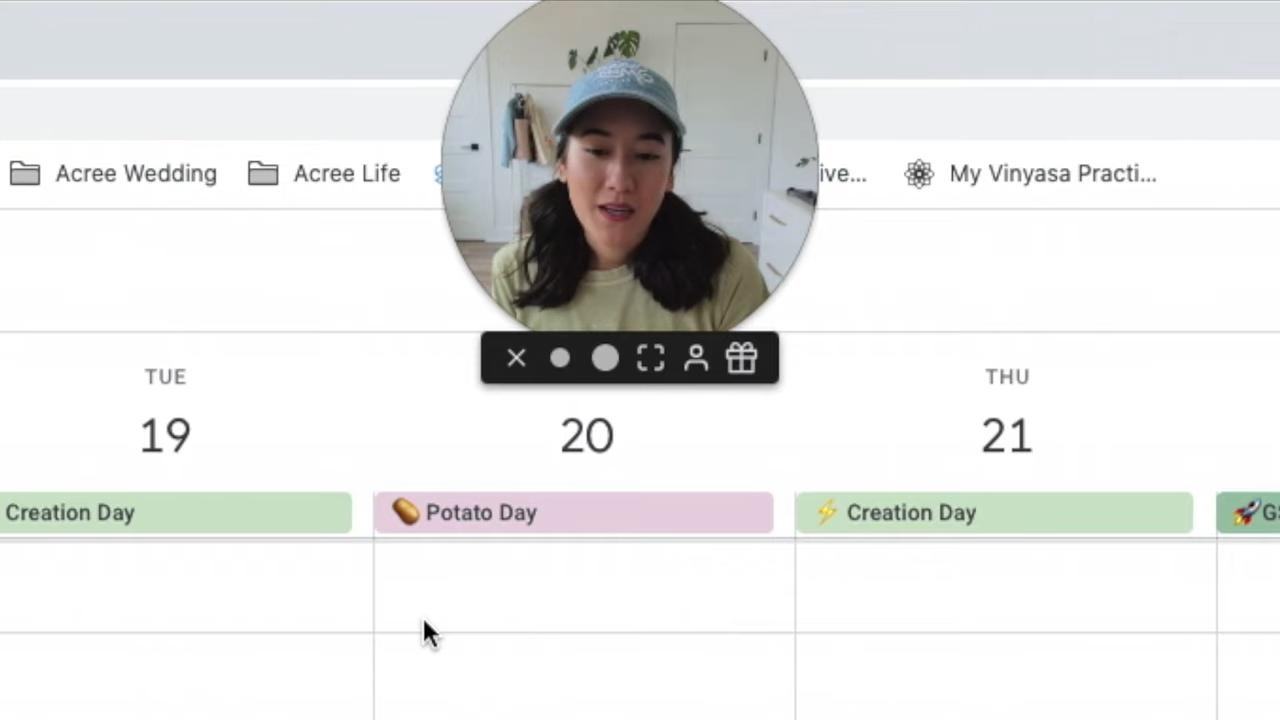 Acree Wedding Acree Life ive... My Vinyasa Practi...
TUE THU
19 20 21
Creation Day 🥔 Potato Day ⚡ Creation Day 🚀GS